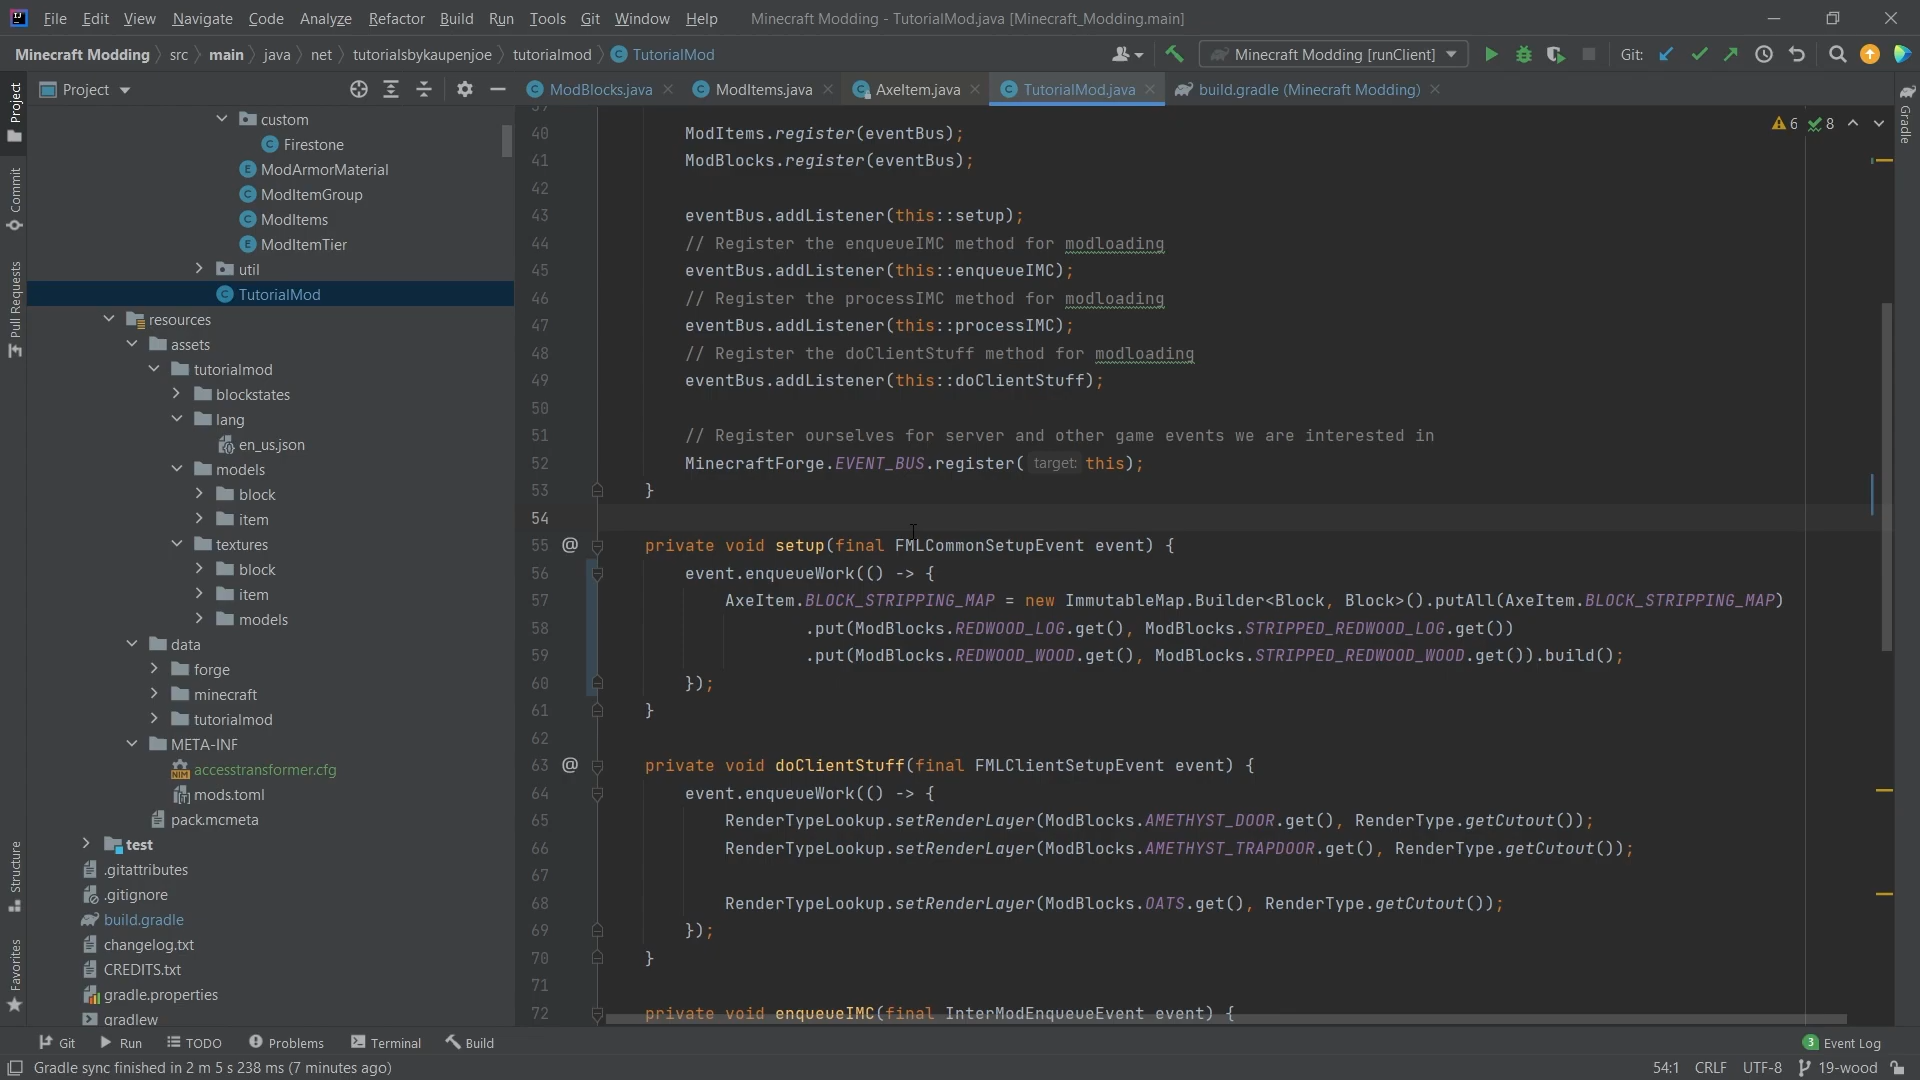 File Edit View Navigate Code Analyze Refactor Build Run Tools Git Window Help Minecraft Modding - TutorialMod.java [Minecraft_Modding.main]
Minecraft Modding src main java net tutorialsbykaupenjoe tutorialmod TutorialMod Minecraft Modding [runClient] Git:
Project ModBlocks.java ModItems.java AxeItem.java TutorialMod.java build.gradle (Minecraft Modding)
Project
Commit
Pull Requests
Structure
Favorites
Gradle
custom
Firestone
ModArmorMaterial
ModItemGroup
ModItems
ModItemTier
util
TutorialMod
resources
assets
tutorialmod
blockstates
lang
en_us.json
models
block
item
textures
block
item
models
data
forge
minecraft
tutorialmod
META-INF
accesstransformer.cfg
mods.toml
pack.mcmeta
test
.gitattributes
.gitignore
build.gradle
changelog.txt
CREDITS.txt
gradle.properties
gradlew
6 8
39
40 ModItems.register(eventBus);
41 ModBlocks.register(eventBus);
42
43 eventBus.addListener(this::setup);
44 // Register the enqueueIMC method for modloading
45 eventBus.addListener(this::enqueueIMC);
46 // Register the processIMC method for modloading
47 eventBus.addListener(this::processIMC);
48 // Register the doClientStuff method for modloading
49 eventBus.addListener(this::doClientStuff);
50
51 // Register ourselves for server and other game events we are interested in
52 MinecraftForge.EVENT_BUS.register( target: this);
53 }
54
55 @ private void setup(final FMLCommonSetupEvent event) {
56 event.enqueueWork(() -> {
57 AxeItem.BLOCK_STRIPPING_MAP = new ImmutableMap.Builder<Block, Block>().putAll(AxeItem.BLOCK_STRIPPING_MAP)
58 .put(ModBlocks.REDWOOD_LOG.get(), ModBlocks.STRIPPED_REDWOOD_LOG.get())
59 .put(ModBlocks.REDWOOD_WOOD.get(), ModBlocks.STRIPPED_REDWOOD_WOOD.get()).build();
60 });
61 }
62
63 @ private void doClientStuff(final FMLClientSetupEvent event) {
64 event.enqueueWork(() -> {
65 RenderTypeLookup.setRenderLayer(ModBlocks.AMETHYST_DOOR.get(), RenderType.getCutout());
66 RenderTypeLookup.setRenderLayer(ModBlocks.AMETHYST_TRAPDOOR.get(), RenderType.getCutout());
67
68 RenderTypeLookup.setRenderLayer(ModBlocks.OATS.get(), RenderType.getCutout());
69 });
70 }
71
72 private void enqueueIMC(final InterModEnqueueEvent event) {
Git Run TODO Problems Terminal Build 3 Event Log
Gradle sync finished in 2 m 5 s 238 ms (7 minutes ago) 54:1 CRLF UTF-8 19-wood